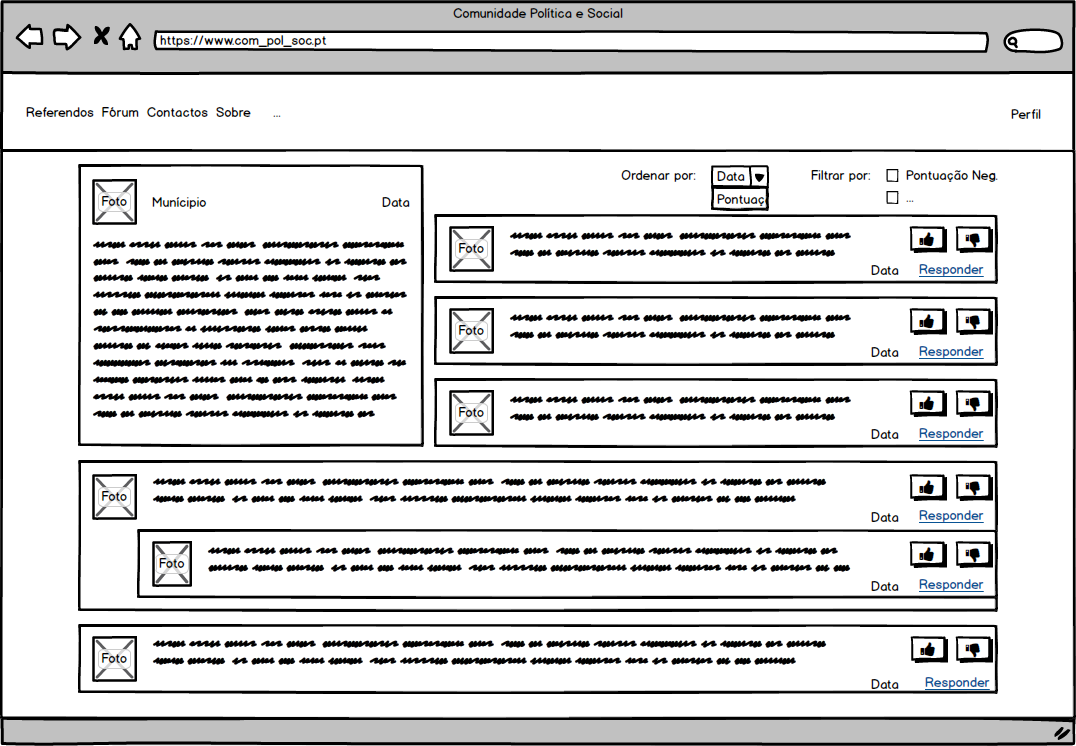 Comunidade Política e Social
https://www.com_pol_soc.pt
Referendos Fórum Contactos Sobre ...
Perfil
Foto
Munícipio
Data
Ordenar por:
Data
Pontuaç
Filtrar por:
Pontuação Neg.
...
Foto
Data
Responder
Foto
Data
Responder
Foto
Data
Responder
Foto
Data
Responder
Foto
Data
Responder
Foto
Data
Responder